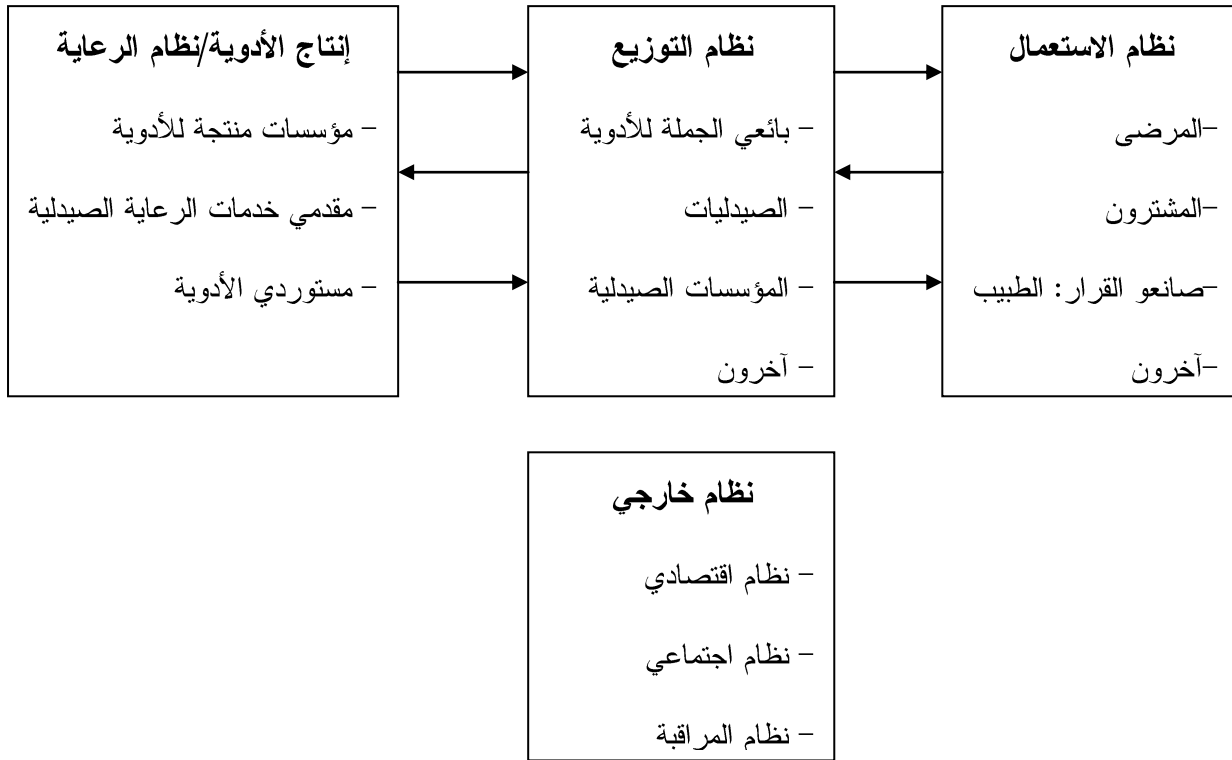 إنتاج الأدوية/نظام الرعاية
– مؤسسات منتجة للأدوية
– مقدمي خدمات الرعاية الصيدلية
– مستوردي الأدوية
نظام التوزيع
– بائعي الجملة للأدوية
– الصيدليات
– المؤسسات الصيدلية
– آخرون
نظام الاستعمال
–المرضى
–المشترون
–صانعو القرار: الطبيب
–آخرون
نظام خارجي
– نظام اقتصادي
– نظام اجتماعي
– نظام المراقبة